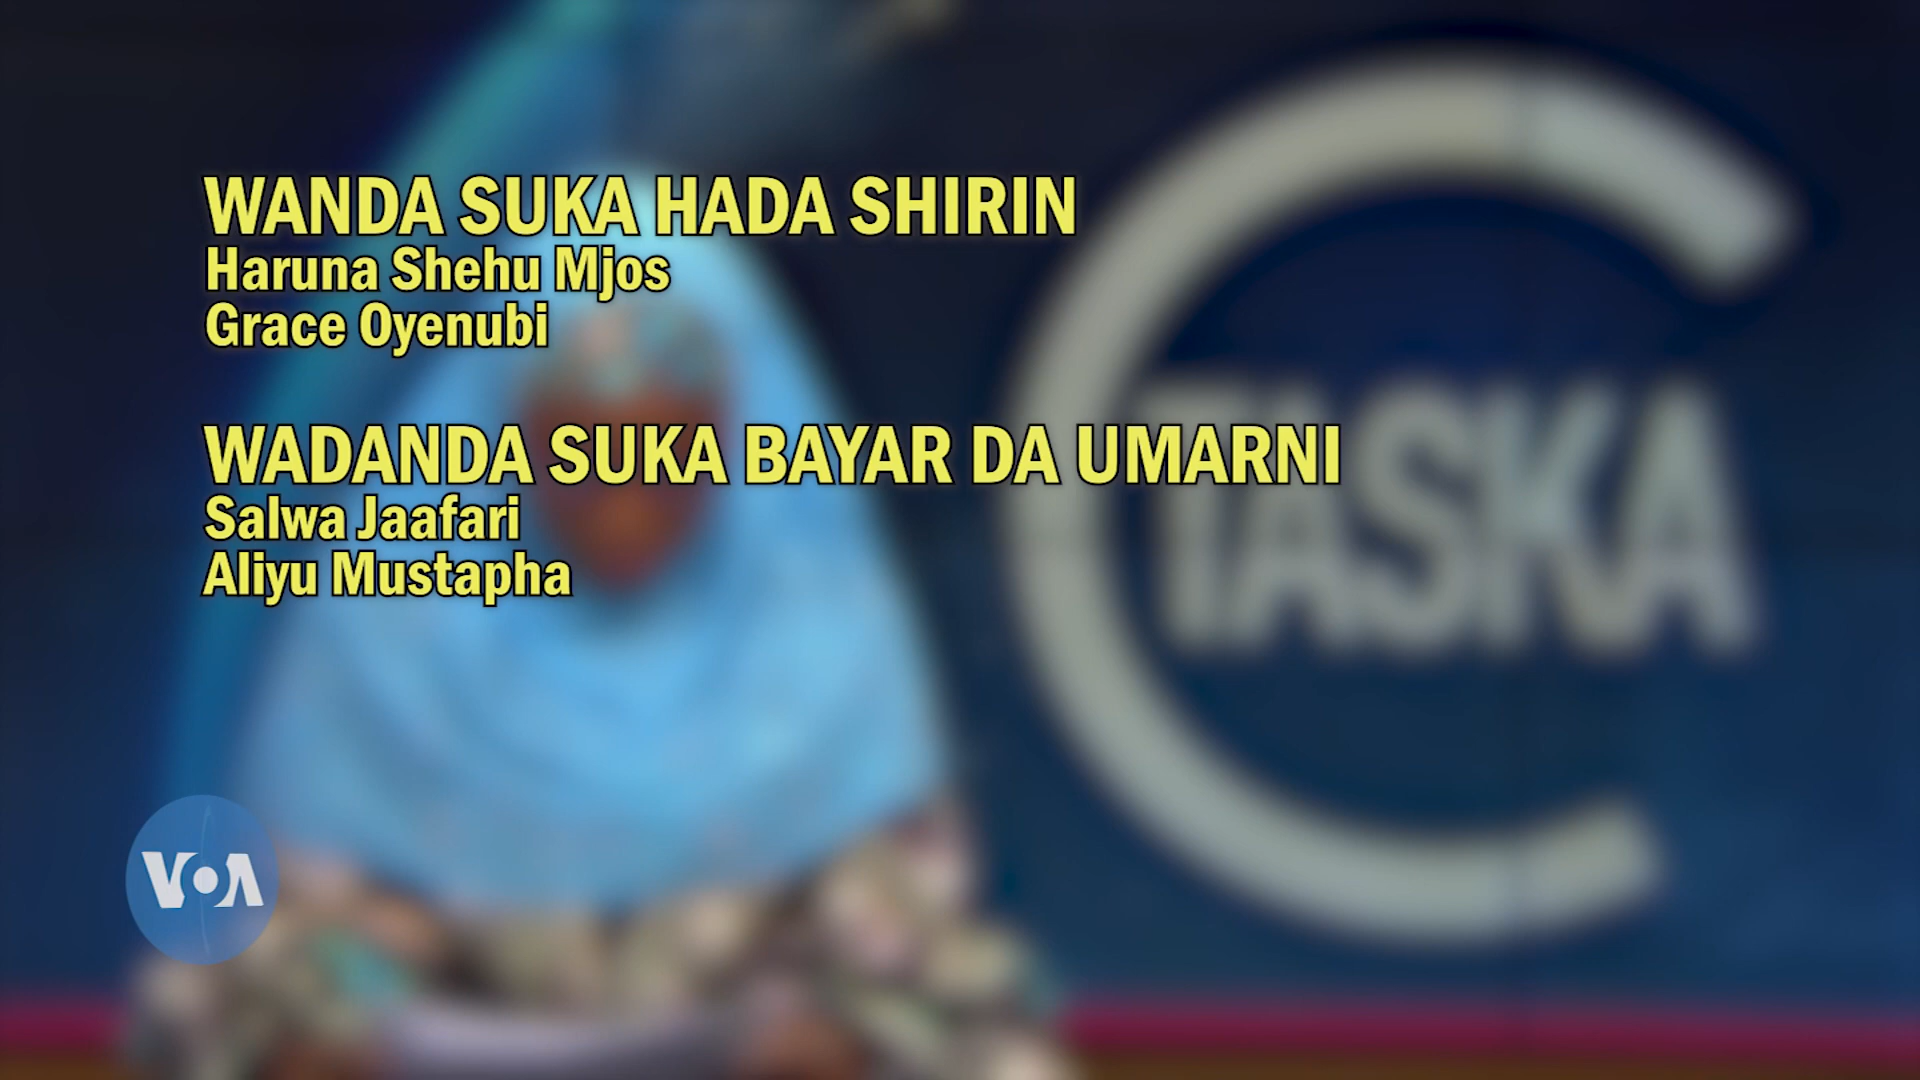 WANDA SUKA HADA SHIRIN
Haruna Shehu Mjos
Grace Oyenubi
WADANDA SUKA BAYAR DA UMARNI
Salwa Jaafari
Aliyu Mustapha
TASKA
VOA